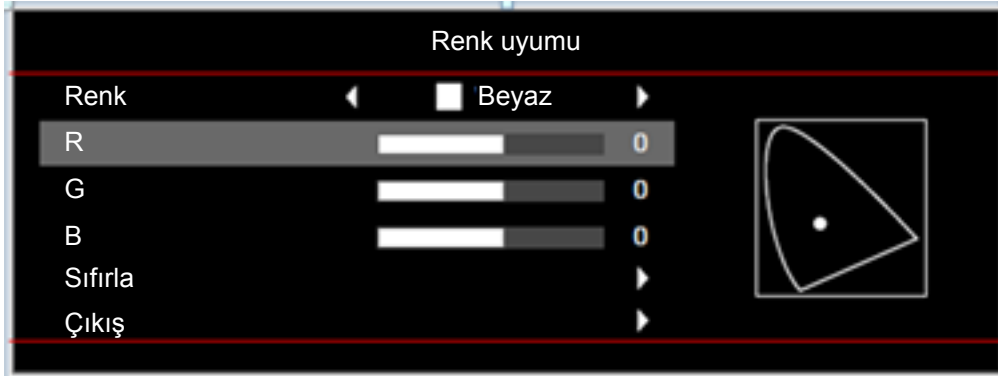 Renk uyumu
Renk Beyaz
R 0
G 0
B 0
Sıfırla
Çıkış